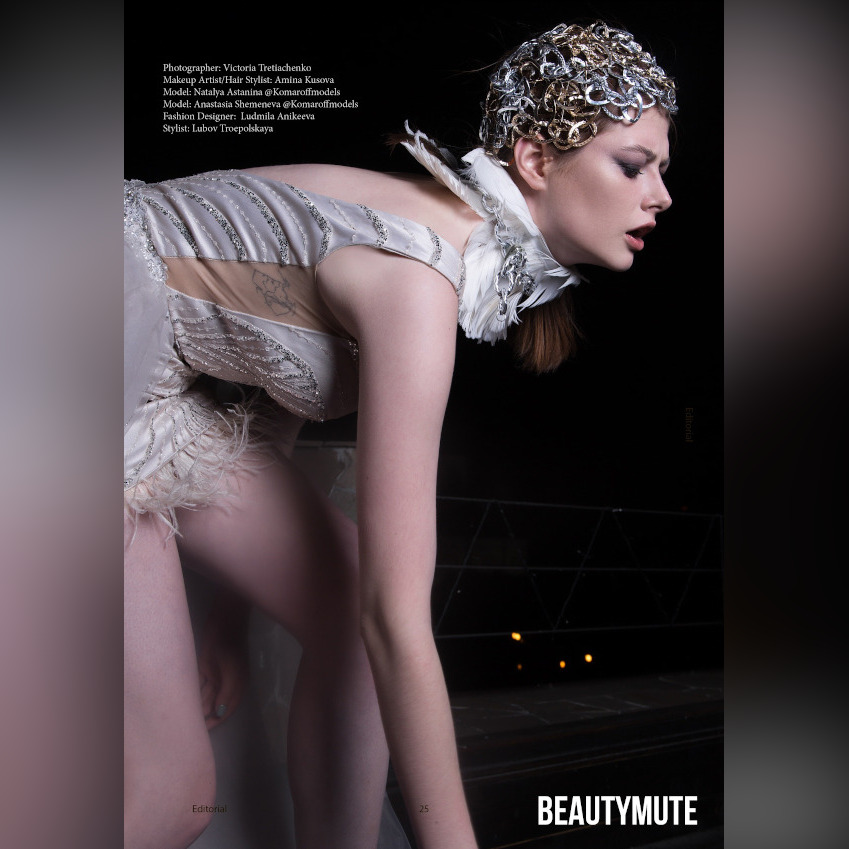 Photographer: Victoria Tretiachenko
Makeup Artist/Hair Stylist: Amina Kusova
Model: Natalya Astanina @Komaroffmodels
Model: Anastasia Shemeneva @Komaroffmodels
Fashion Designer: Ludmila Anikeeva
Stylist: Lubov Troepolskaya
Editorial
Editorial
25
BEAUTYMUTE